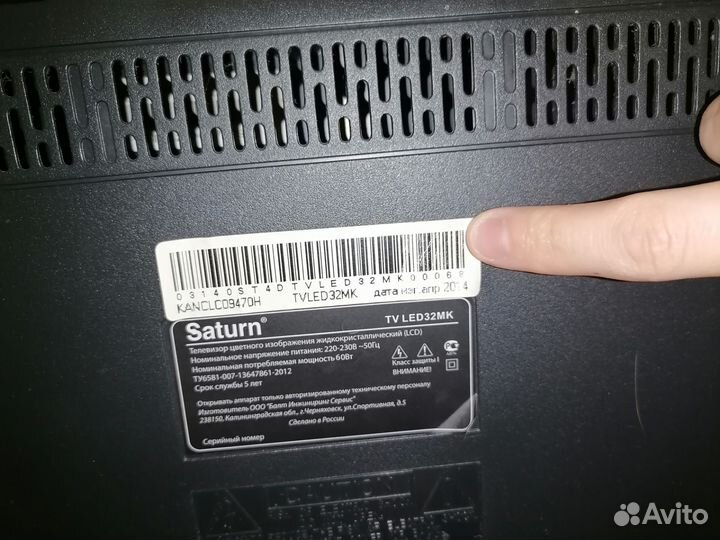 03140ST4DTVLED32MK00068
KANCLC09470H TVLED32MK дата изг.апр 2014
Saturn® TV LED32MK
Телевизор цветного изображения жидкокристаллический (LCD)
Номинальное напряжение питания: 220-230В ~50Гц
Номинальная потребляемая мощность 60Вт
ТУ6581-007-13647861-2012
Срок службы 5 лет
Класс защиты I
ВНИМАНИЕ!
Открывать аппарат только авторизированному техническому персоналу
Изготовитель ООО "Балт Инжиниринг Сервис"
238150, Калининградская обл., г.Черняховск, ул.Спортивная, д.5
Сделано в России
Серийный номер
CAUTION
Avito